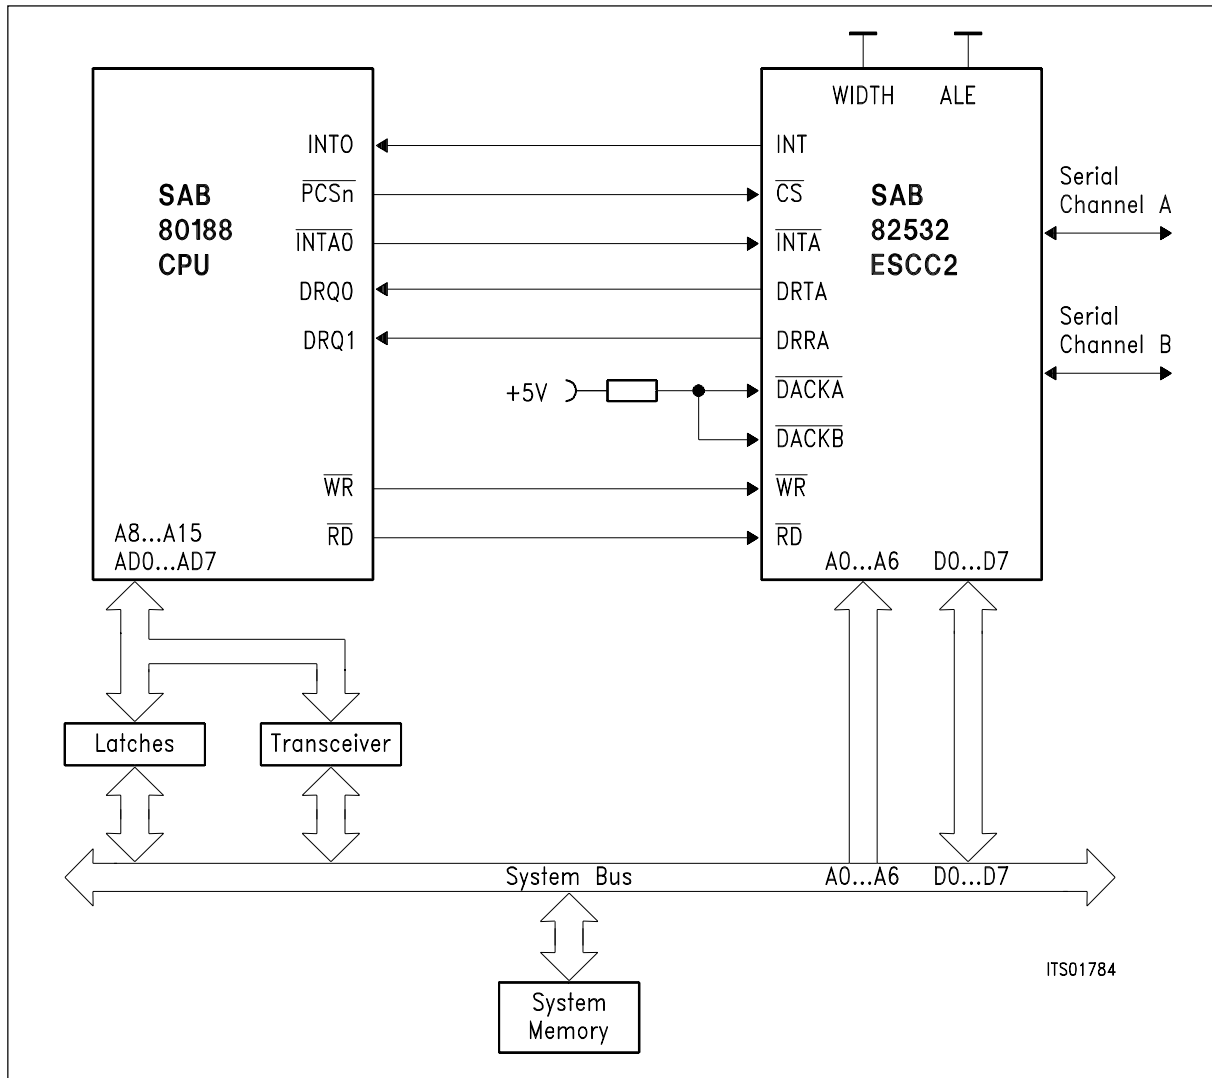 WIDTH ALE
INT0
PCSn
INTA0
DRQ0
DRQ1
WR
RD
SAB
80188
CPU
A8...A15
AD0...AD7
+5V
INT
CS
INTA
DRTA
DRRA
DACKA
DACKB
WR
RD
SAB
82532
ESCC2
A0...A6 D0...D7
Serial
Channel A
Serial
Channel B
Latches
Transceiver
System Bus
A0...A6 D0...D7
System
Memory
ITS01784